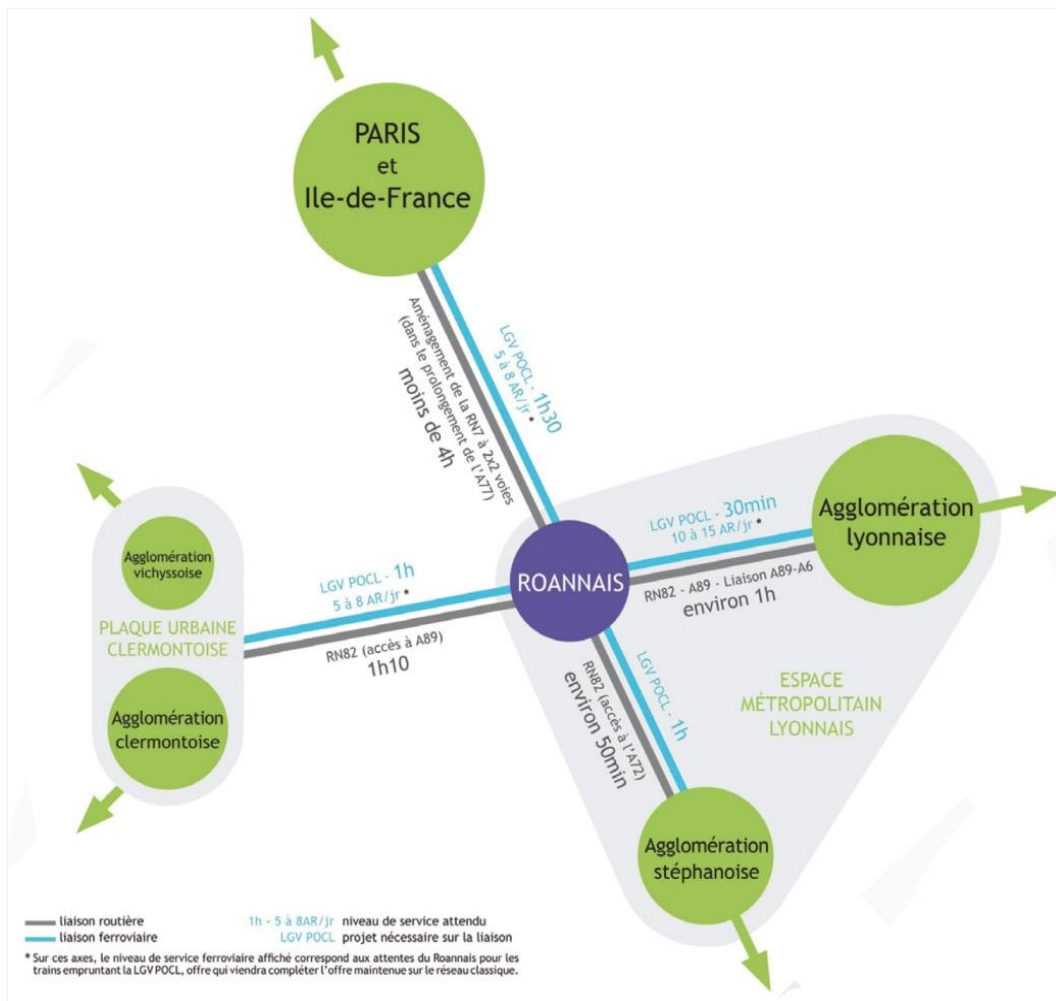 PARIS
et
Ile-de-France
LGV POCL - 1h30
5 à 8 AR/jr *
Aménagement de la RN7 à 2x2 voies
(dans le prolongement de l'A77)
moins de 4h
Agglomération
vichyssoise
PLAQUE URBAINE
CLERMONTOISE
Agglomération
clermontoise
LGV POCL - 1h
5 à 8 AR/jr *
RN82 (accès à A89)
1h10
ROANNAIS
LGV POCL - 30min
10 à 15 AR/jr *
RN82 - A89 - Liaison A89-A6
environ 1h
Agglomération
lyonnaise
LGV POCL - 1h
RN82 (accès à l'A72)
environ 50min
ESPACE
MÉTROPOLITAIN
LYONNAIS
Agglomération
stéphanoise
liaison routière
1h - 5 à 8AR/jr niveau de service attendu
liaison ferroviaire
LGV POCL projet nécessaire sur la liaison
* Sur ces axes, le niveau de service ferroviaire affiché correspond aux attentes du Roannais pour les
trains empruntant la LGV POCL, offre qui viendra compléter l'offre maintenue sur le réseau classique.